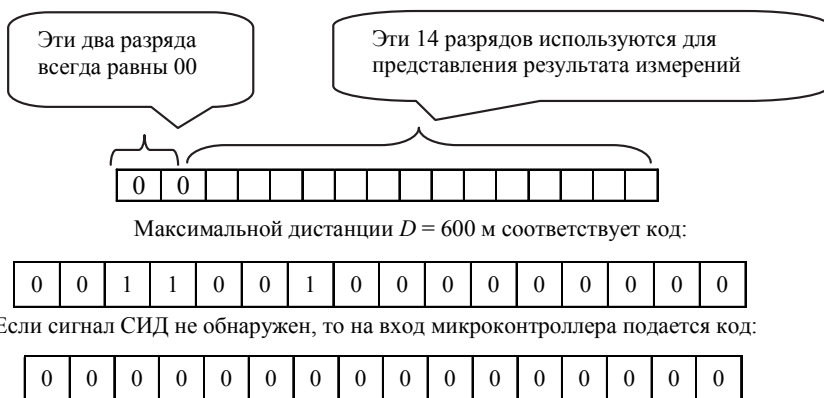 Эти два разряда
всегда равны 00
Эти 14 разрядов используются для
представления результата измерений
0 0
Максимальной дистанции D = 600 м соответствует код:
0 0 1 1 0 0 1 0 0 0 0 0 0 0 0 0
Если сигнал СИД не обнаружен, то на вход микроконтроллера подается код:
0 0 0 0 0 0 0 0 0 0 0 0 0 0 0 0